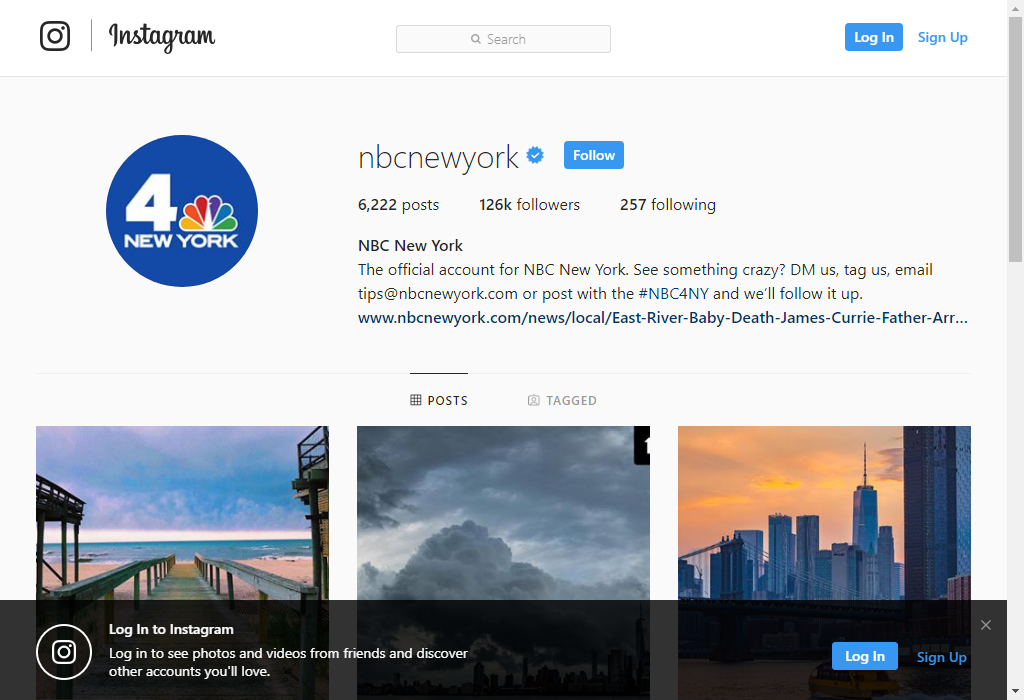 Instagram
Search
Log In
Sign Up
4
NEW YORK
nbcnewyork
Follow
6,222 posts
126k followers
257 following
NBC New York
The official account for NBC New York. See something crazy? DM us, tag us, email
tips@nbcnewyork.com or post with the #NBC4NY and we’ll follow it up.
www.nbcnewyork.com/news/local/East-River-Baby-Death-James-Currie-Father-Arr...
POSTS
TAGGED
Log In to Instagram
Log in to see photos and videos from friends and discover
other accounts you'll love.
Log In
Sign Up